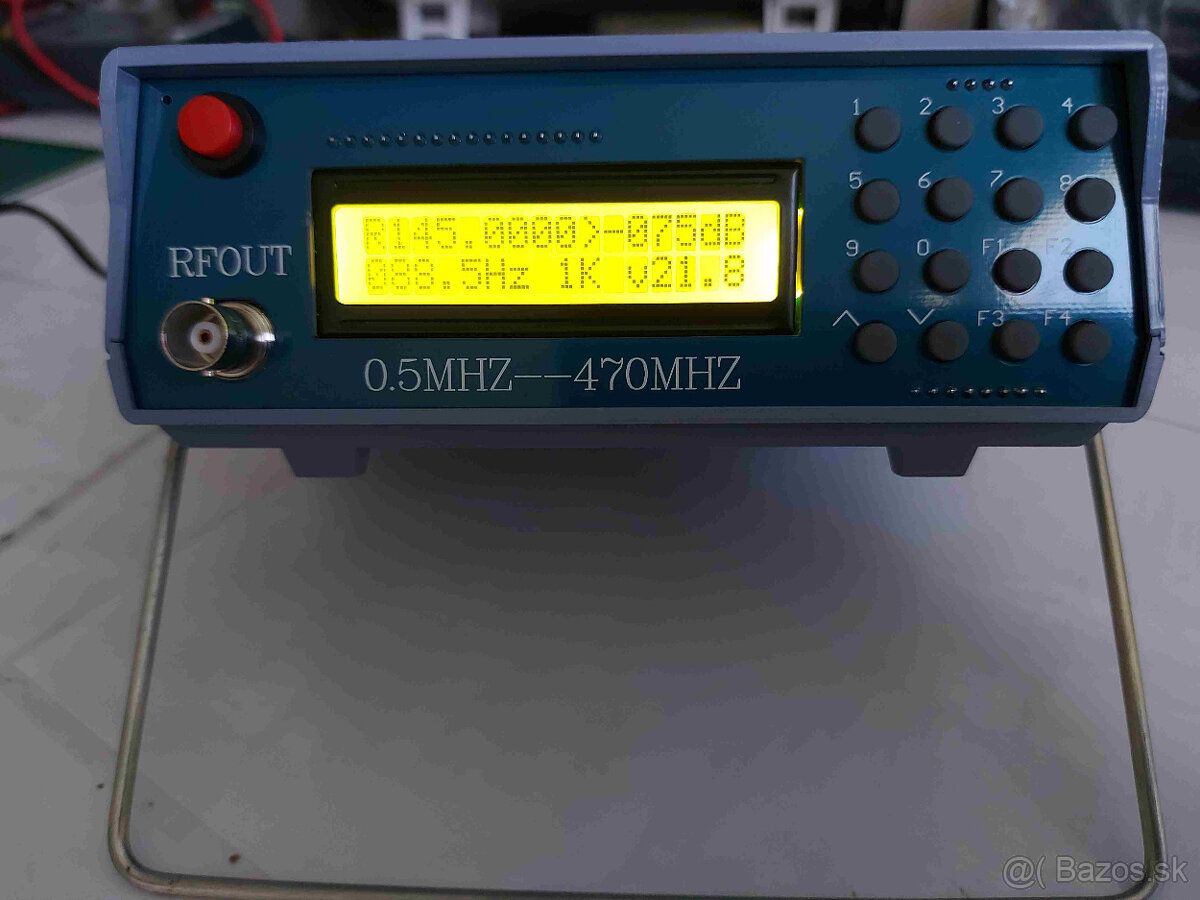 RFOUT
R145.0000>-075dB
088.5Hz 1K v21.8
0.5MHZ--470MHZ
1 2 3 4
5 6 7 8
9 0 F1 F2
F3 F4
@( Bazos.sk